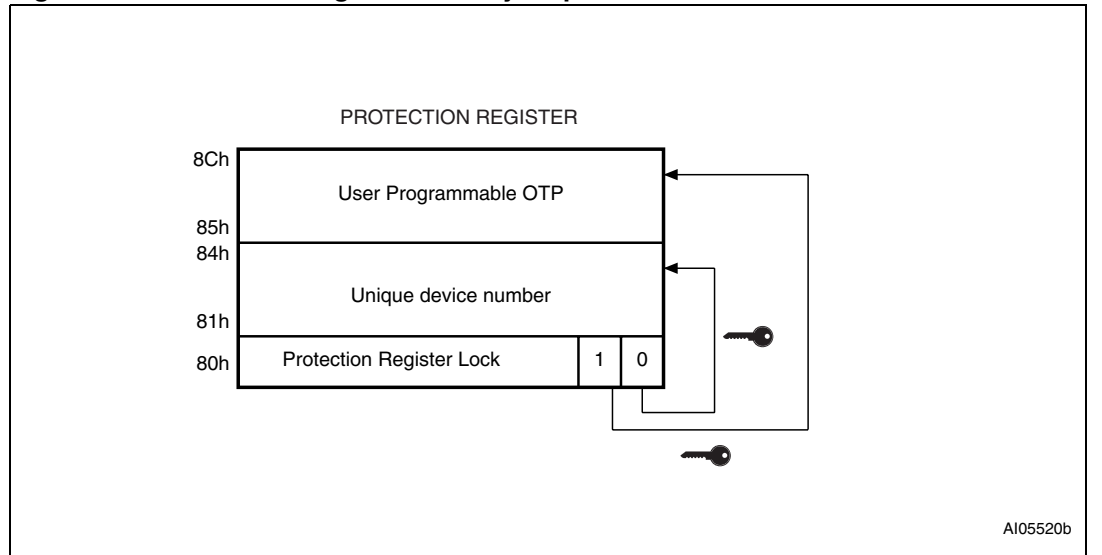 PROTECTION REGISTER
8Ch
User Programmable OTP
85h
84h
Unique device number
81h
80h
Protection Register Lock
1
0
AI05520b